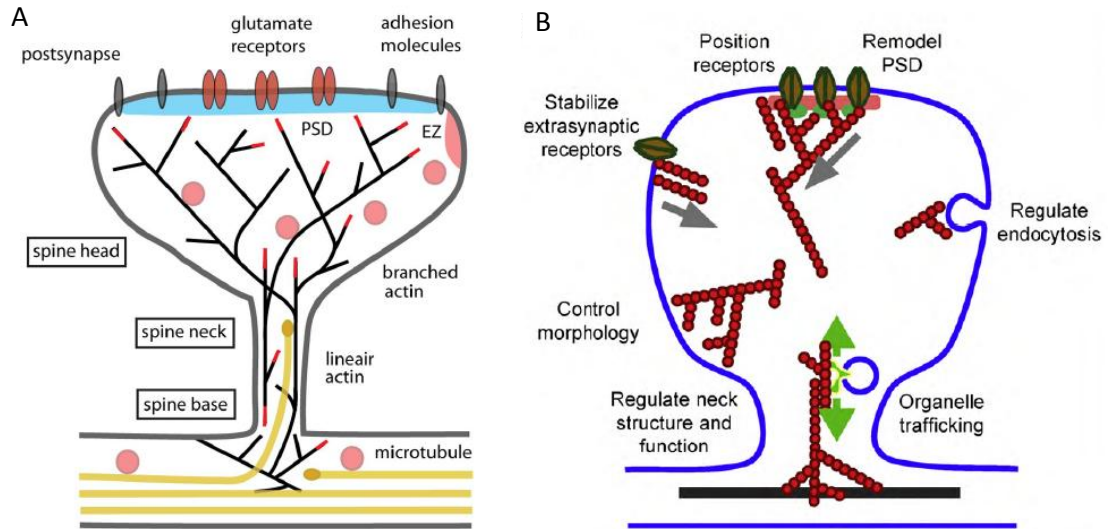 A
postsynapse
glutamate
receptors
adhesion
molecules
PSD
EZ
spine head
branched
actin
spine neck
lineair
actin
spine base
microtubule
B
Position
receptors
Remodel
PSD
Stabilize
extrasynaptic
receptors
Regulate
endocytosis
Control
morphology
Regulate neck
structure and
function
Organelle
trafficking